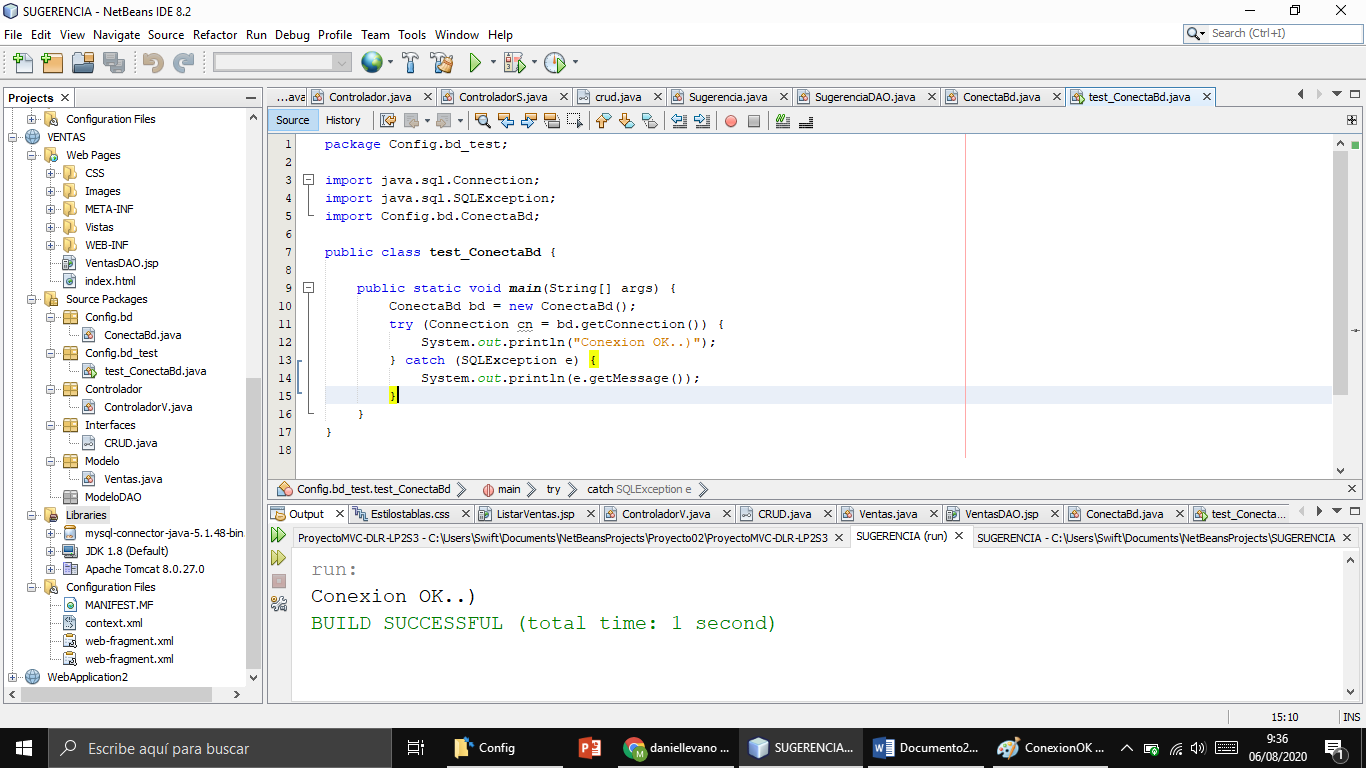 SUGERENCIA - NetBeans IDE 8.2
File Edit View Navigate Source Refactor Run Debug Profile Team Tools Window Help
Search (Ctrl+I)
Projects
...ava Controlador.java ControladorS.java crud.java Sugerencia.java SugerenciaDAO.java ConectaBd.java test_ConectaBd.java
Source History
Configuration Files
VENTAS
Web Pages
CSS
Images
META-INF
Vistas
WEB-INF
VentasDAO.jsp
index.html
Source Packages
Config.bd
ConectaBd.java
Config.bd_test
test_ConectaBd.java
Controlador
ControladorV.java
Interfaces
CRUD.java
Modelo
Ventas.java
ModeloDAO
Libraries
mysql-connector-java-5.1.48-bin
JDK 1.8 (Default)
Apache Tomcat 8.0.27.0
Configuration Files
MANIFEST.MF
context.xml
web-fragment.xml
web-fragment.xml
WebApplication2
1 package Config.bd_test;
2
3 import java.sql.Connection;
4 import java.sql.SQLException;
5 import Config.bd.ConectaBd;
6
7 public class test_ConectaBd {
8
9 public static void main(String[] args) {
10 ConectaBd bd = new ConectaBd();
11 try (Connection cn = bd.getConnection()) {
12 System.out.println("Conexion OK..)");
13 } catch (SQLException e) {
14 System.out.println(e.getMessage());
15 }
16 }
17 }
18
Config.bd_test.test_ConectaBd main try catch SQLException e
Output Estilostablas.css ListarVentas.jsp ControladorV.java CRUD.java Ventas.java VentasDAO.jsp ConectaBd.java test_Conecta...
ProyectoMVC-DLR-LP2S3 - C:\Users\Swift\Documents\NetBeansProjects\Proyecto02\ProyectoMVC-DLR-LP2S3 SUGERENCIA (run) SUGERENCIA - C:\Users\Swift\Documents\NetBeansProjects\SUGERENCIA
run:
Conexion OK..)
BUILD SUCCESSFUL (total time: 1 second)
15:10 INS
Escribe aquí para buscar
Config
daniellevano ...
SUGERENCIA...
Documento2...
ConexionOK ...
9:36
06/08/2020
1